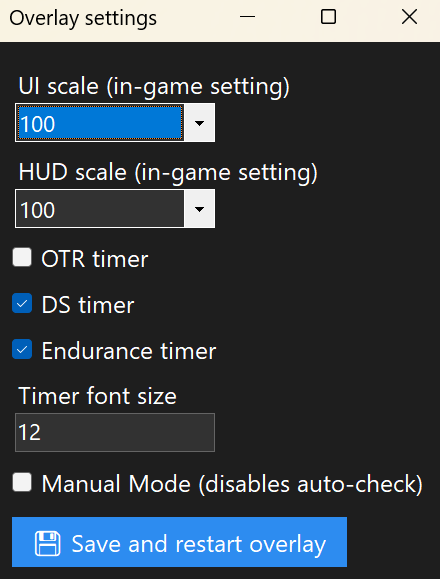 Overlay settings
UI scale (in-game setting)
100
HUD scale (in-game setting)
100
OTR timer
DS timer
Endurance timer
Timer font size
12
Manual Mode (disables auto-check)
Save and restart overlay